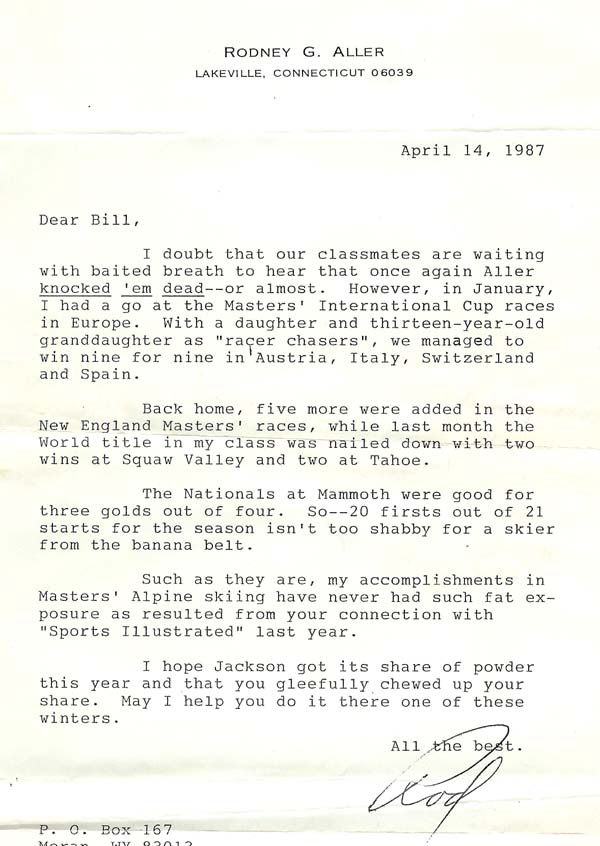 RODNEY G. ALLER
LAKEVILLE, CONNECTICUT 06039
April 14, 1987
Dear Bill,
I doubt that our classmates are waiting
with baited breath to hear that once again Aller
knocked 'em dead--or almost. However, in January,
I had a go at the Masters' International Cup races
in Europe. With a daughter and thirteen-year-old
granddaughter as "racer chasers", we managed to
win nine for nine in Austria, Italy, Switzerland
and Spain.
Back home, five more were added in the
New England Masters' races, while last month the
World title in my class was nailed down with two
wins at Squaw Valley and two at Tahoe.
The Nationals at Mammoth were good for
three golds out of four. So--20 firsts out of 21
starts for the season isn't too shabby for a skier
from the banana belt.
Such as they are, my accomplishments in
Masters' Alpine skiing have never had such fat ex-
posure as resulted from your connection with
"Sports Illustrated" last year.
I hope Jackson got its share of powder
this year and that you gleefully chewed up your
share. May I help you do it there one of these
winters.
All the best.
Rod
P. O. Box 167
Moran, WY 83013